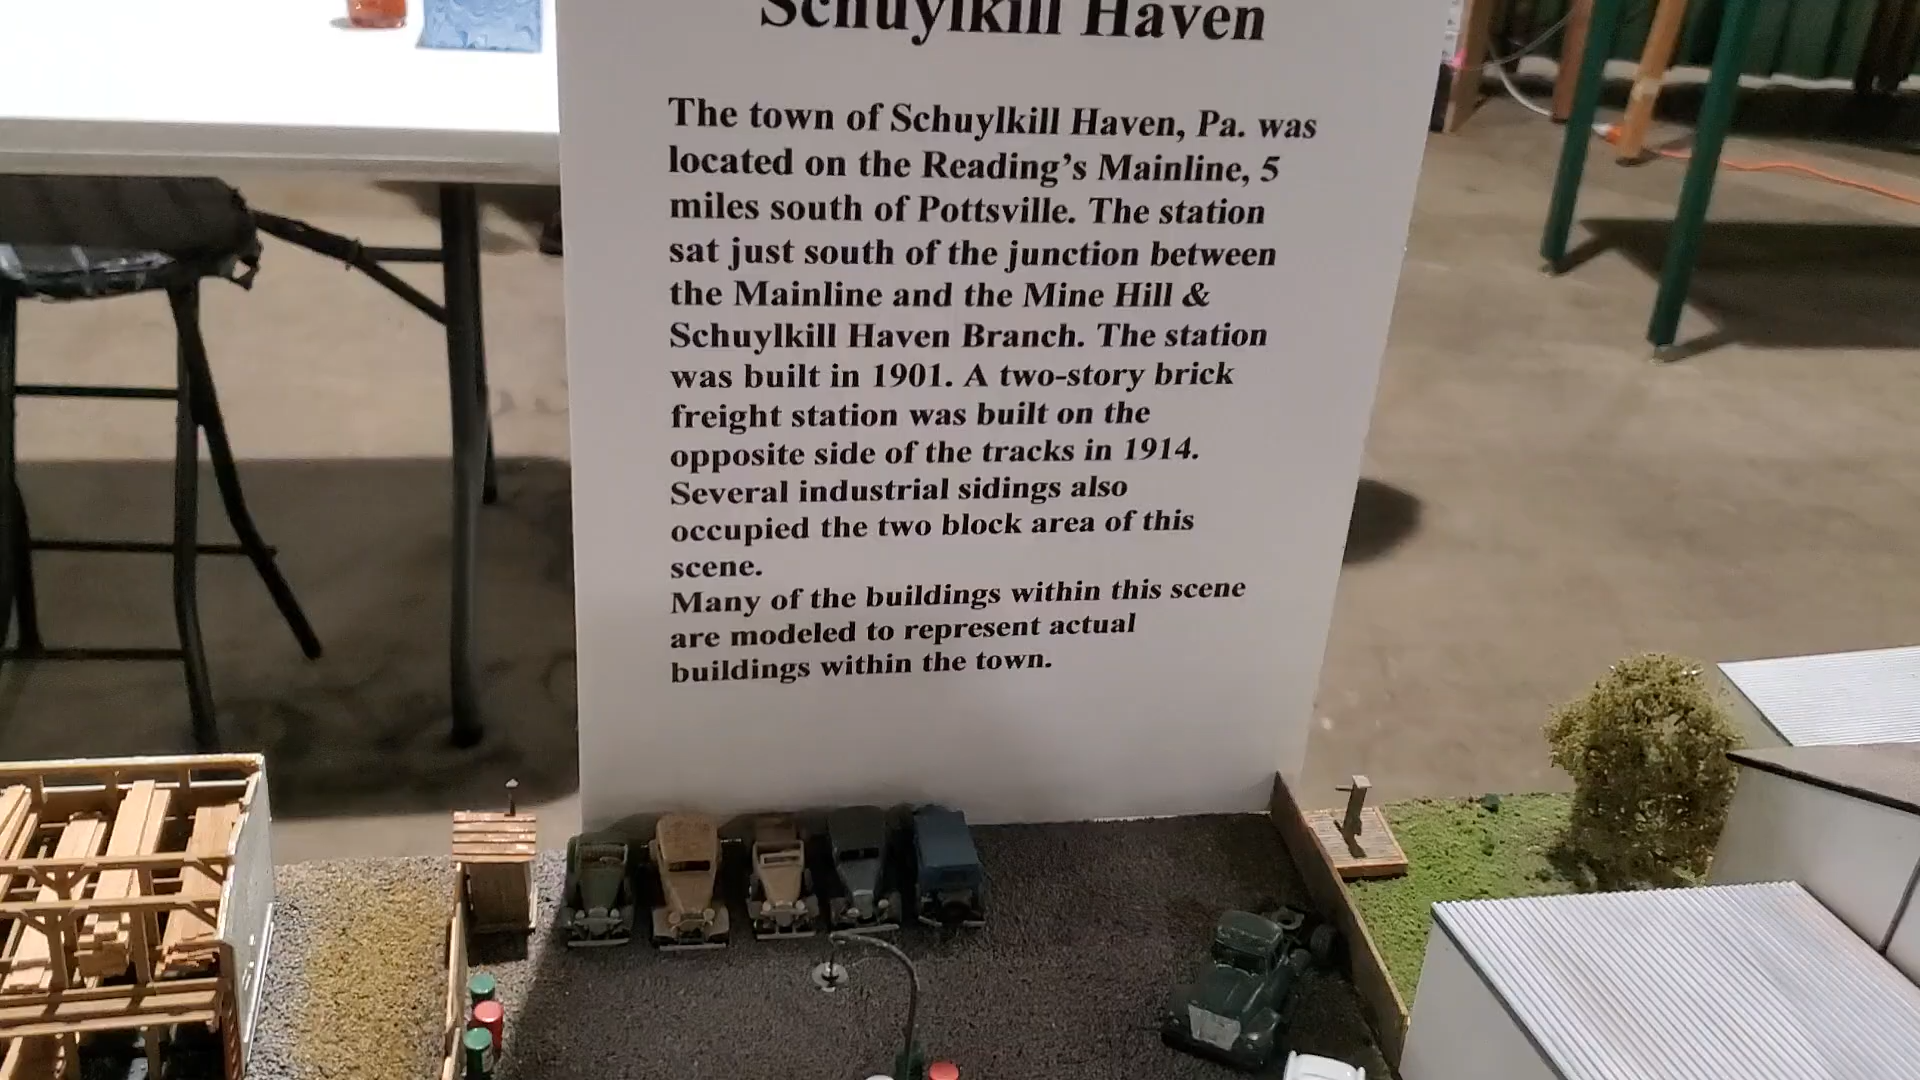 Schuylkill Haven
The town of Schuylkill Haven, Pa. was
located on the Reading's Mainline, 5
miles south of Pottsville. The station
sat just south of the junction between
the Mainline and the Mine Hill &
Schuylkill Haven Branch. The station
was built in 1901. A two-story brick
freight station was built on the
opposite side of the tracks in 1914.
Several industrial sidings also
occupied the two block area of this
scene.
Many of the buildings within this scene
are modeled to represent actual
buildings within the town.